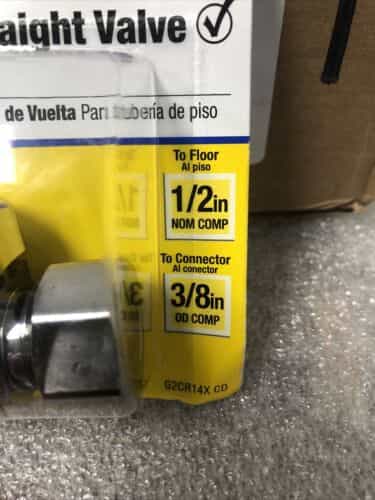 aight Valve
de Vuelta Para tubería de piso
To Floor
Al piso
1/2in
NOM COMP
To Connector
Al conector
3/8in
OD COMP
G2CR14X CD